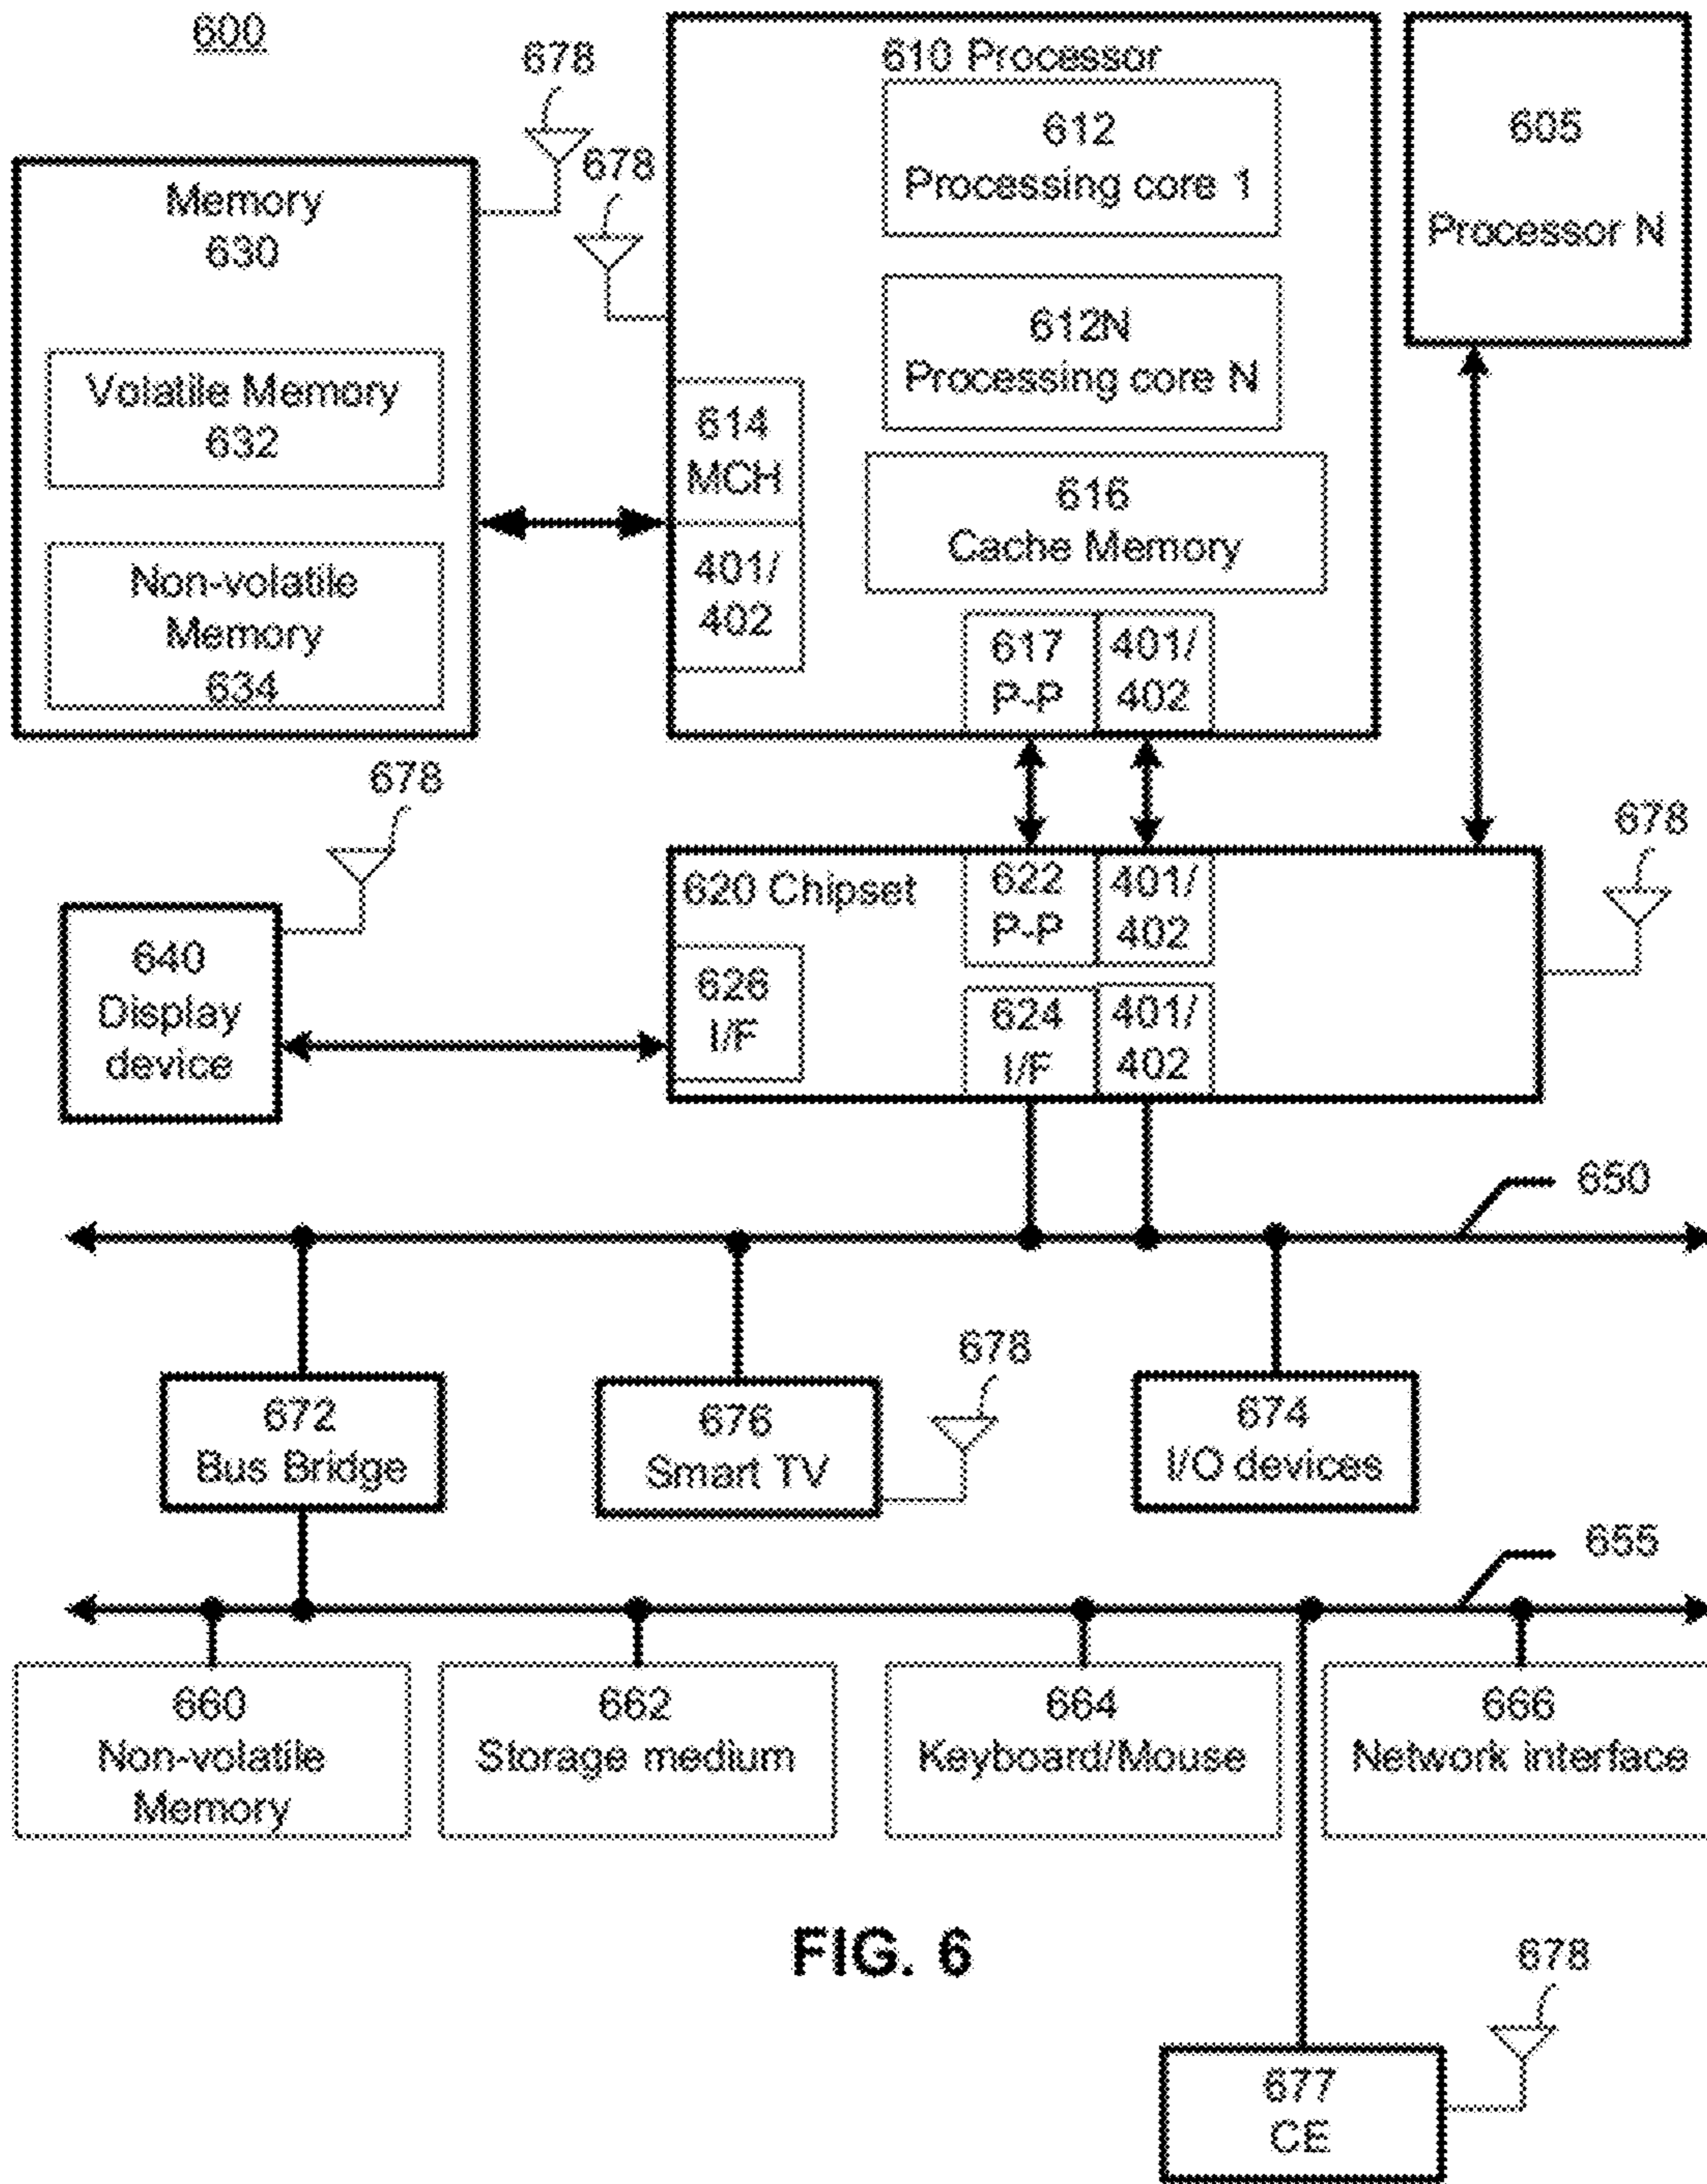 600
678
678
Memory
630
Volatile Memory
632
Non-volatile
Memory
634
610 Processor
612
Processing core 1
612N
Processing core N
614
MCH
401/
402
616
Cache Memory
617
P-P
401/
402
605
Processor N
678
640
Display
device
620 Chipset
622
P-P
401/
402
626
I/F
624
I/F
401/
402
678
650
672
Bus Bridge
676
Smart TV
678
674
I/O devices
655
660
Non-volatile
Memory
662
Storage medium
664
Keyboard/Mouse
666
Network interface
FIG. 6
677
CE
678